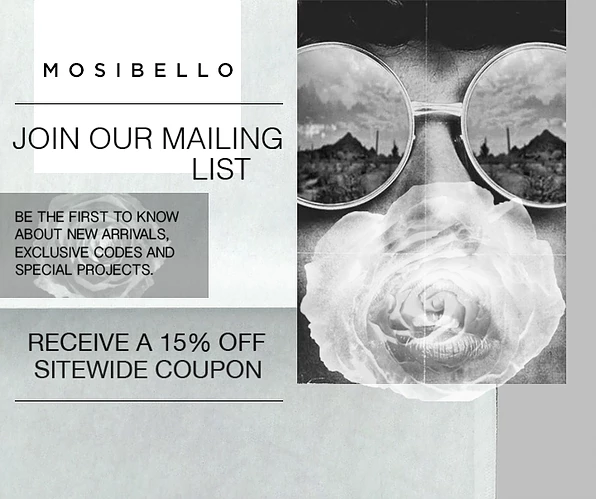 MOSIBELLO
JOIN OUR MAILING
LIST
BE THE FIRST TO KNOW
ABOUT NEW ARRIVALS,
EXCLUSIVE CODES AND
SPECIAL PROJECTS.
RECEIVE A 15% OFF
SITEWIDE COUPON